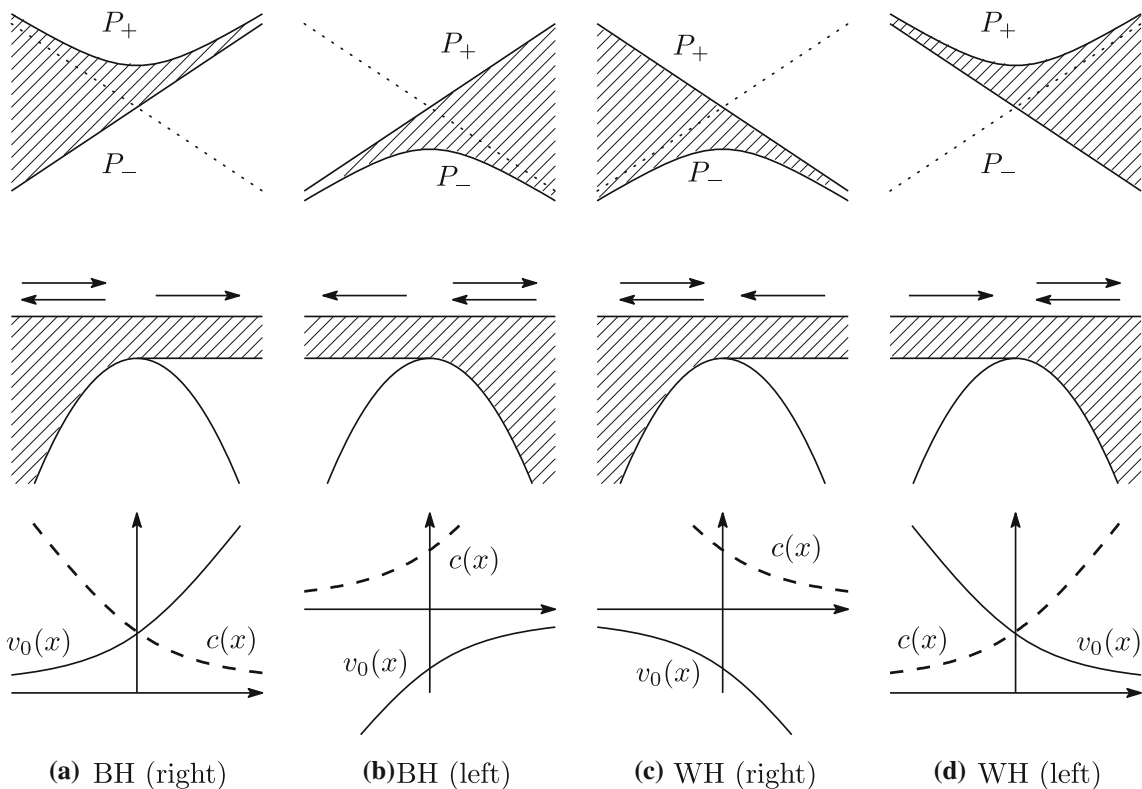 P₊ P₊ P₊ P₊
P₋ P₋ P₋ P₋
c(x) c(x)
v₀(x) c(x) v₀(x) v₀(x) c(x) v₀(x)
(a) BH (right) (b)BH (left) (c) WH (right) (d) WH (left)